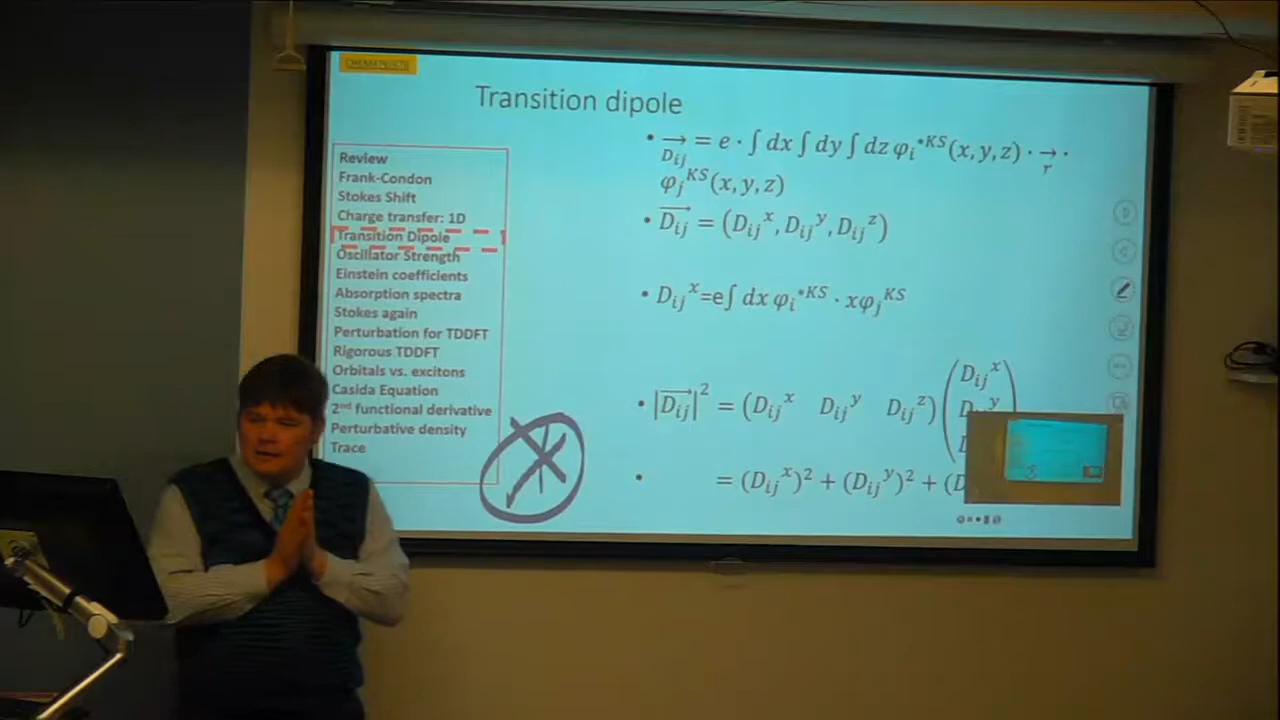 Transition dipole
Review
Frank-Condon
Stokes Shift
Charge transfer: 1D
Transition Dipole
Oscillator Strength
Einstein coefficients
Absorption spectra
Stokes again
Perturbation for TDDFT
Rigorous TDDFT
Orbitals vs. excitons
Casida Equation
2nd functional derivative
Perturbative density
Trace
• →Dij = e · ∫ dx ∫ dy ∫ dz φi*KS(x,y,z) · →r ·
φjKS(x,y,z)
• →Dij = (Dijx, Dijy, Dijz)
• Dijx=e∫ dx φi*KS · xφjKS
• |→Dij|2 = (Dijx Dijy Dijz) (Dijx
y
• = (Dijx)2 + (Dijy)2 + (D